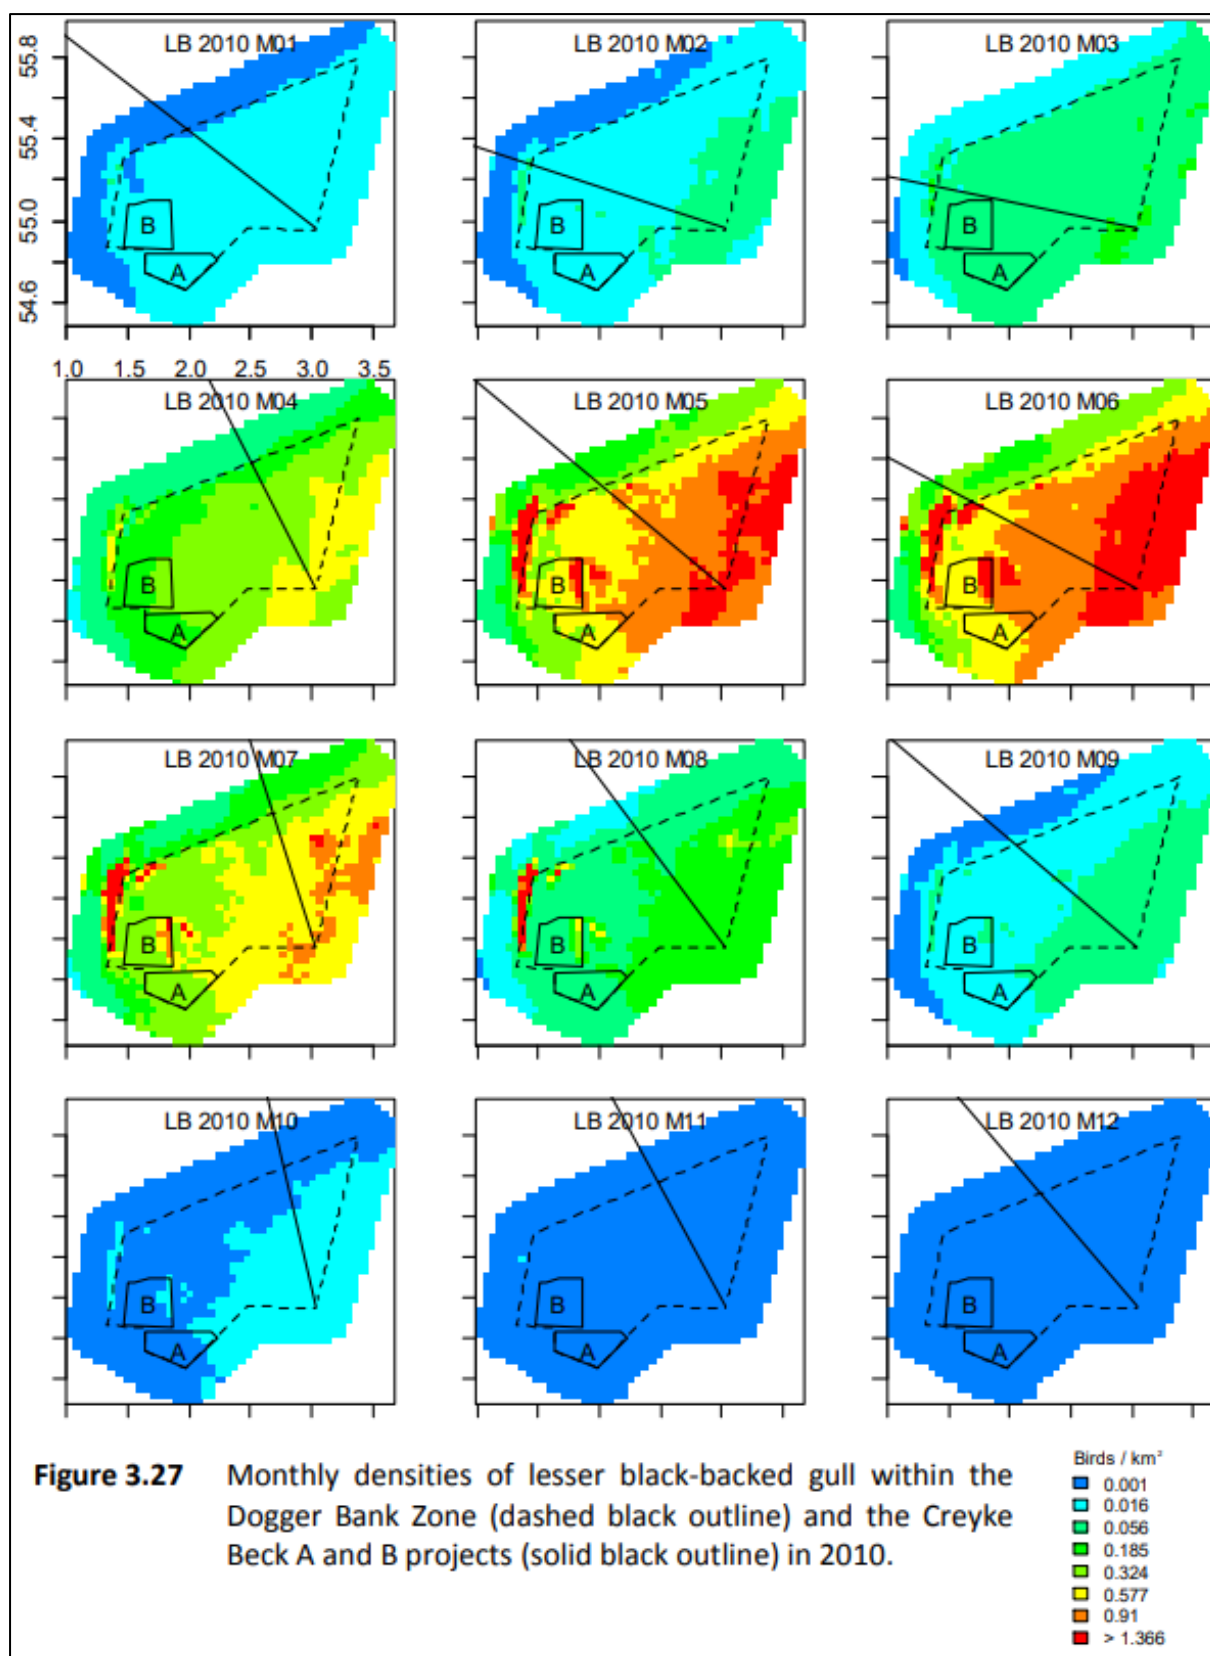 LB 2010 M01
LB 2010 M02
LB 2010 M03
55.8
55.4
55.0
54.6
B
A
B
A
B
A
1.0 1.5 2.0 2.5 3.0 3.5
LB 2010 M04
LB 2010 M05
LB 2010 M06
B
A
B
A
B
A
LB 2010 M07
LB 2010 M08
LB 2010 M09
B
A
B
A
B
A
LB 2010 M10
LB 2010 M11
LB 2010 M12
B
A
B
A
B
A
Figure 3.27 Monthly densities of lesser black-backed gull within the
Dogger Bank Zone (dashed black outline) and the Creyke
Beck A and B projects (solid black outline) in 2010.
Birds / km²
0.001
0.016
0.056
0.185
0.324
0.577
0.91
> 1.366